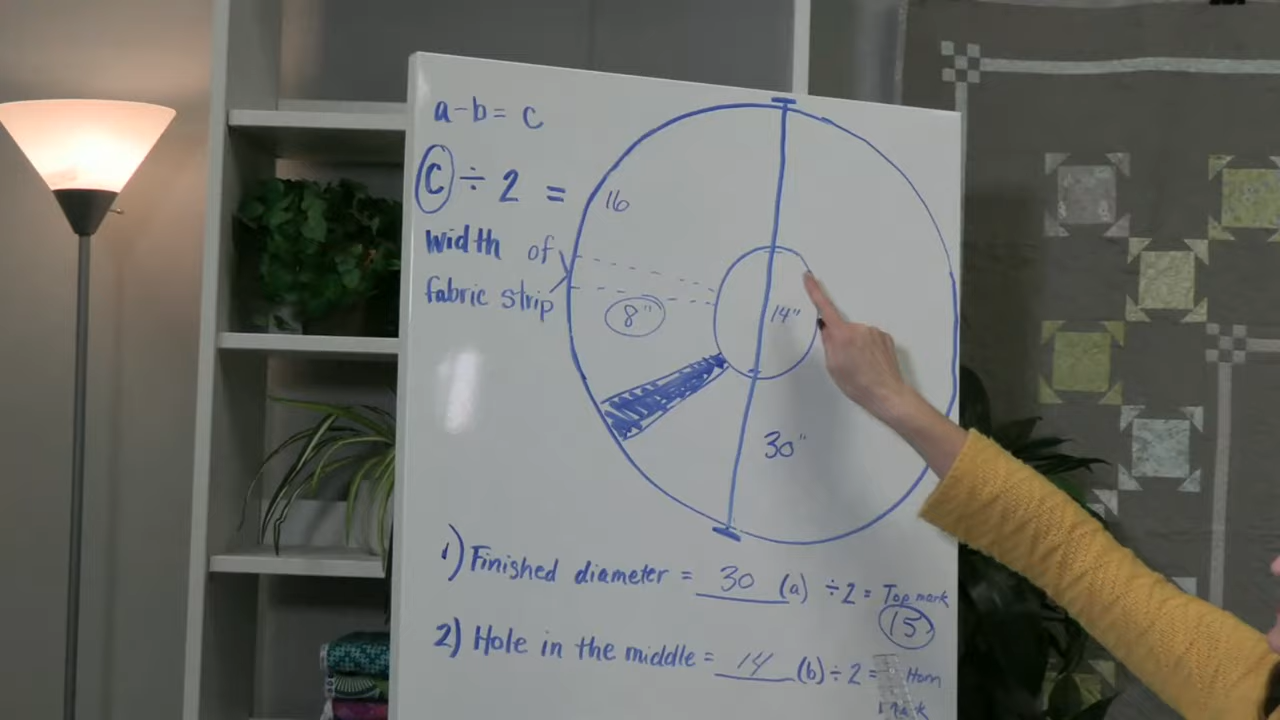 a-b= c
C ÷ 2 =
width of
fabric strip
16
8"
14"
30"
1) Finished diameter = 30 (a) ÷2 = Top mark
15
2) Hole in the middle = 14 (b) ÷ 2 = Horn